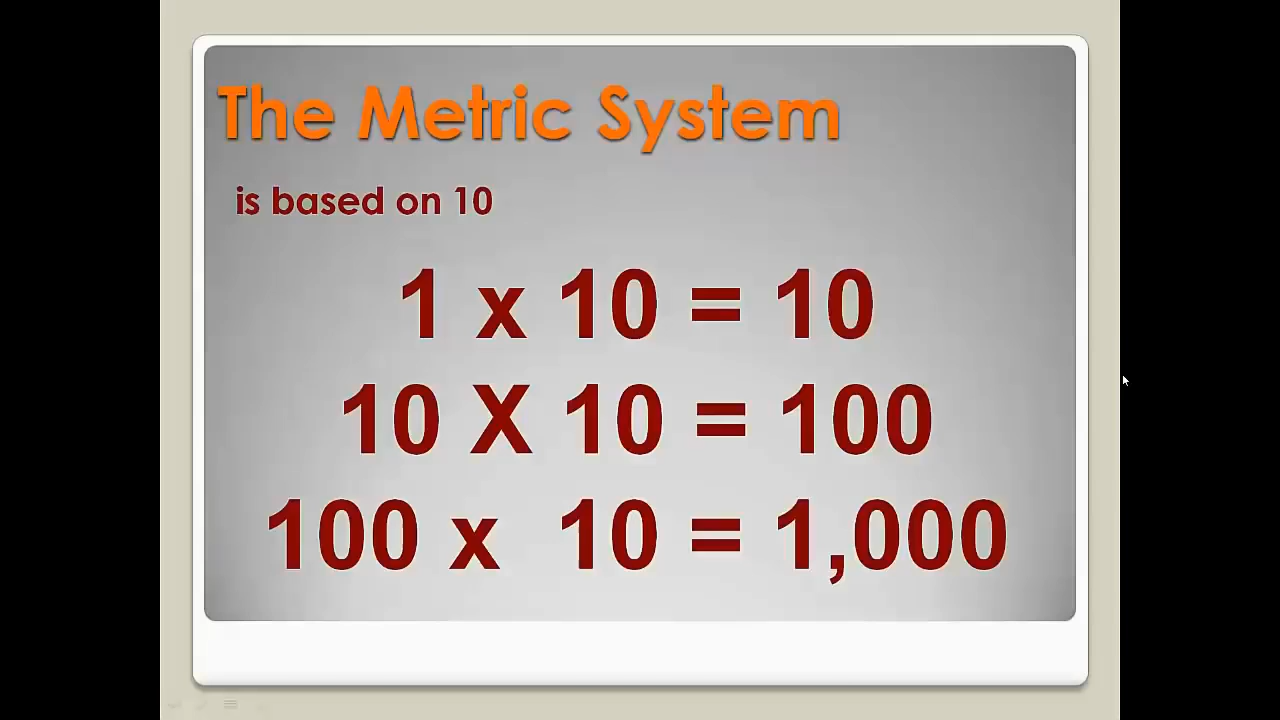 The Metric System
is based on 10
1 x 10 = 10
10 X 10 = 100
100 x 10 = 1,000